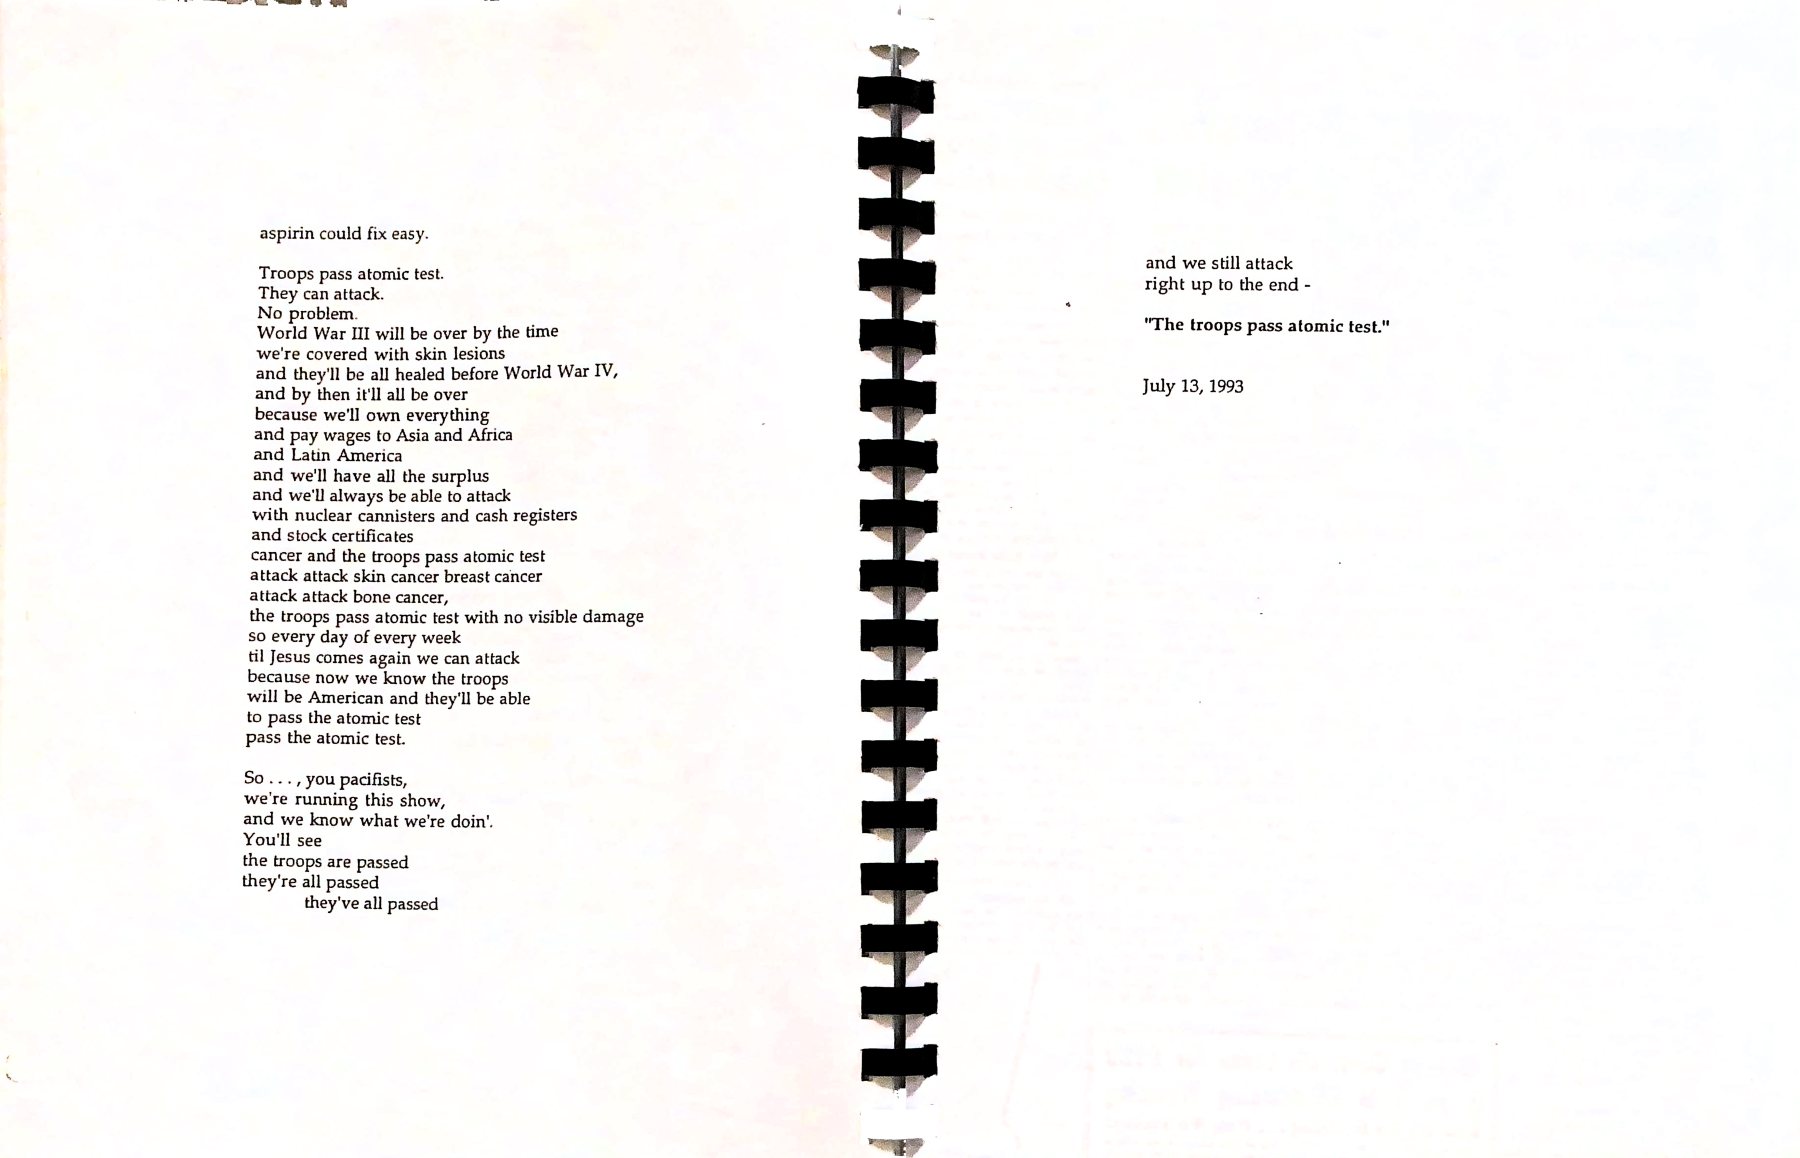 aspirin could fix easy.
Troops pass atomic test.
They can attack.
No problem.
World War III will be over by the time
we're covered with skin lesions
and they'll be all healed before World War IV,
and by then it'll all be over
because we'll own everything
and pay wages to Asia and Africa
and Latin America
and we'll have all the surplus
and we'll always be able to attack
with nuclear cannisters and cash registers
and stock certificates
cancer and the troops pass atomic test
attack attack skin cancer breast cancer
attack attack bone cancer,
the troops pass atomic test with no visible damage
so every day of every week
til Jesus comes again we can attack
because now we know the troops
will be American and they'll be able
to pass the atomic test
pass the atomic test.
So . . . , you pacifists,
we're running this show,
and we know what we're doin'.
You'll see
the troops are passed
they're all passed
they've all passed
and we still attack
right up to the end -
"The troops pass atomic test."
July 13, 1993